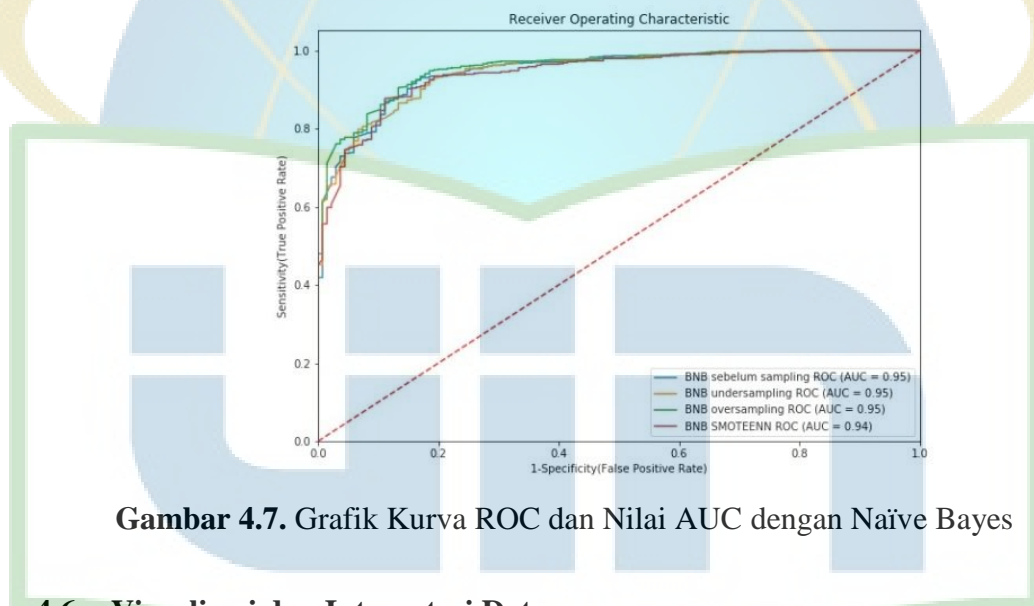 Receiver Operating Characteristic
1.0
0.8
0.6
0.4
0.2
0.0
Sensitivity(True Positive Rate)
BNB sebelum sampling ROC (AUC = 0.95)
BNB undersampling ROC (AUC = 0.95)
BNB oversampling ROC (AUC = 0.95)
BNB SMOTEENN ROC (AUC = 0.94)
0.0 0.2 0.4 0.6 0.8 1.0
1-Specificity(False Positive Rate)
Gambar 4.7. Grafik Kurva ROC dan Nilai AUC dengan Naïve Bayes